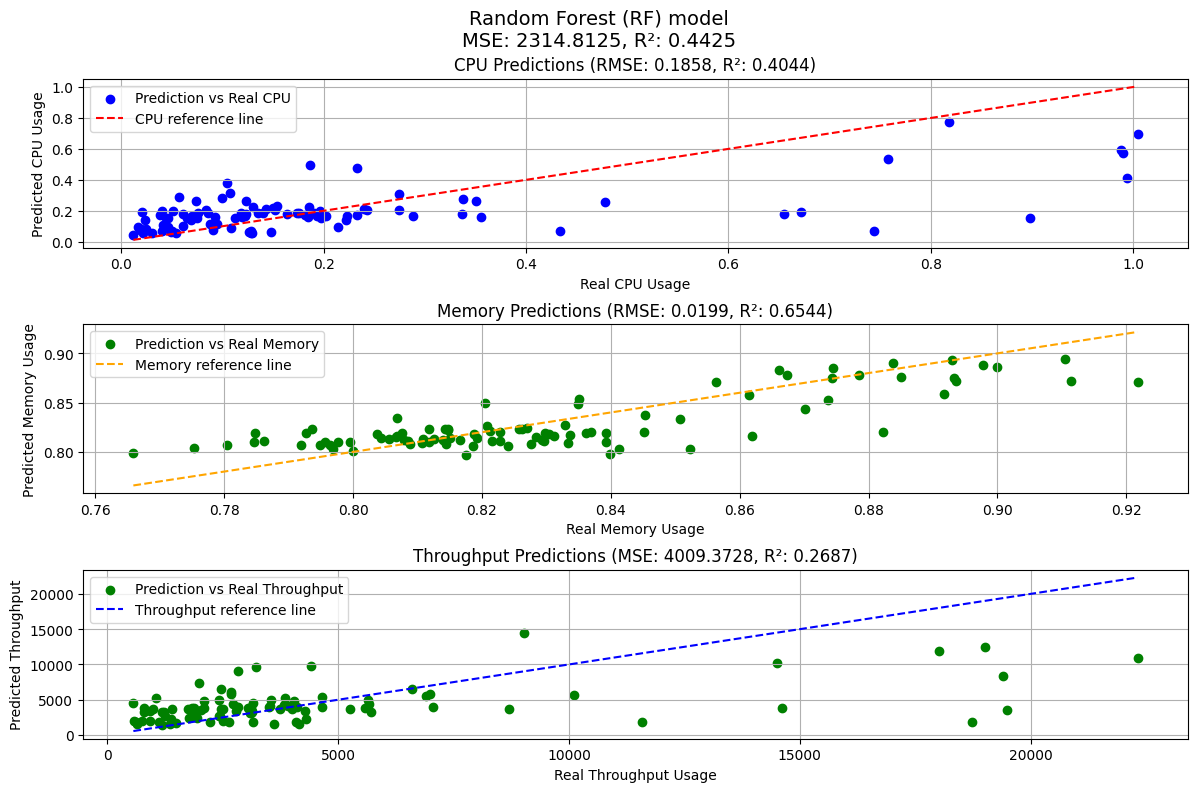 Random Forest (RF) model
MSE: 2314.8125, R²: 0.4425
CPU Predictions (RMSE: 0.1858, R²: 0.4044)
Predicted CPU Usage
1.0
0.8
0.6
0.4
0.2
0.0
Prediction vs Real CPU
CPU reference line
0.0 0.2 0.4 0.6 0.8 1.0
Real CPU Usage
Memory Predictions (RMSE: 0.0199, R²: 0.6544)
Predicted Memory Usage
0.90
0.85
0.80
Prediction vs Real Memory
Memory reference line
0.76 0.78 0.80 0.82 0.84 0.86 0.88 0.90 0.92
Real Memory Usage
Throughput Predictions (MSE: 4009.3728, R²: 0.2687)
Predicted Throughput
20000
15000
10000
5000
0
Prediction vs Real Throughput
Throughput reference line
0 5000 10000 15000 20000
Real Throughput Usage